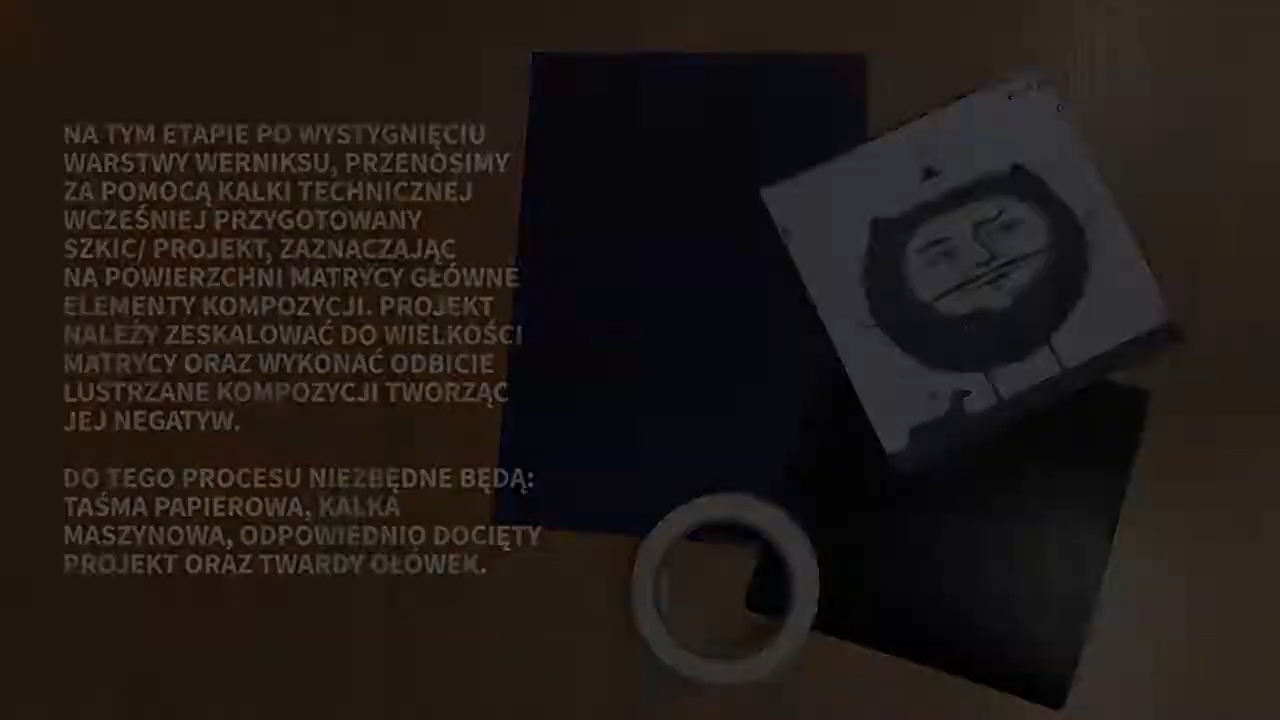 NA TYM ETAPIE PO WYSTYGNIĘCIU
WARSTWY WERNIKSU, PRZENOSIMY
ZA POMOCĄ KALKI TECHNICZNEJ
WCZEŚNIEJ PRZYGOTOWANY
SZKIC/ PROJEKT, ZAZNACZAJĄC
NA POWIERZCHNI MATRYCY GŁÓWNE
ELEMENTY KOMPOZYCJI. PROJEKT
NALEŻY ZESKALOWAĆ DO WIELKOŚCI
MATRYCY ORAZ WYKONAĆ ODBICIE
LUSTRZANE KOMPOZYCJI TWORZĄC
JEJ NEGATYW.
DO TEGO PROCESU NIEZBĘDNE BĘDĄ:
TAŚMA PAPIEROWA, KALKA
MASZYNOWA, ODPOWIEDNIO DOCIĘTY
PROJEKT ORAZ TWARDY OŁÓWEK.